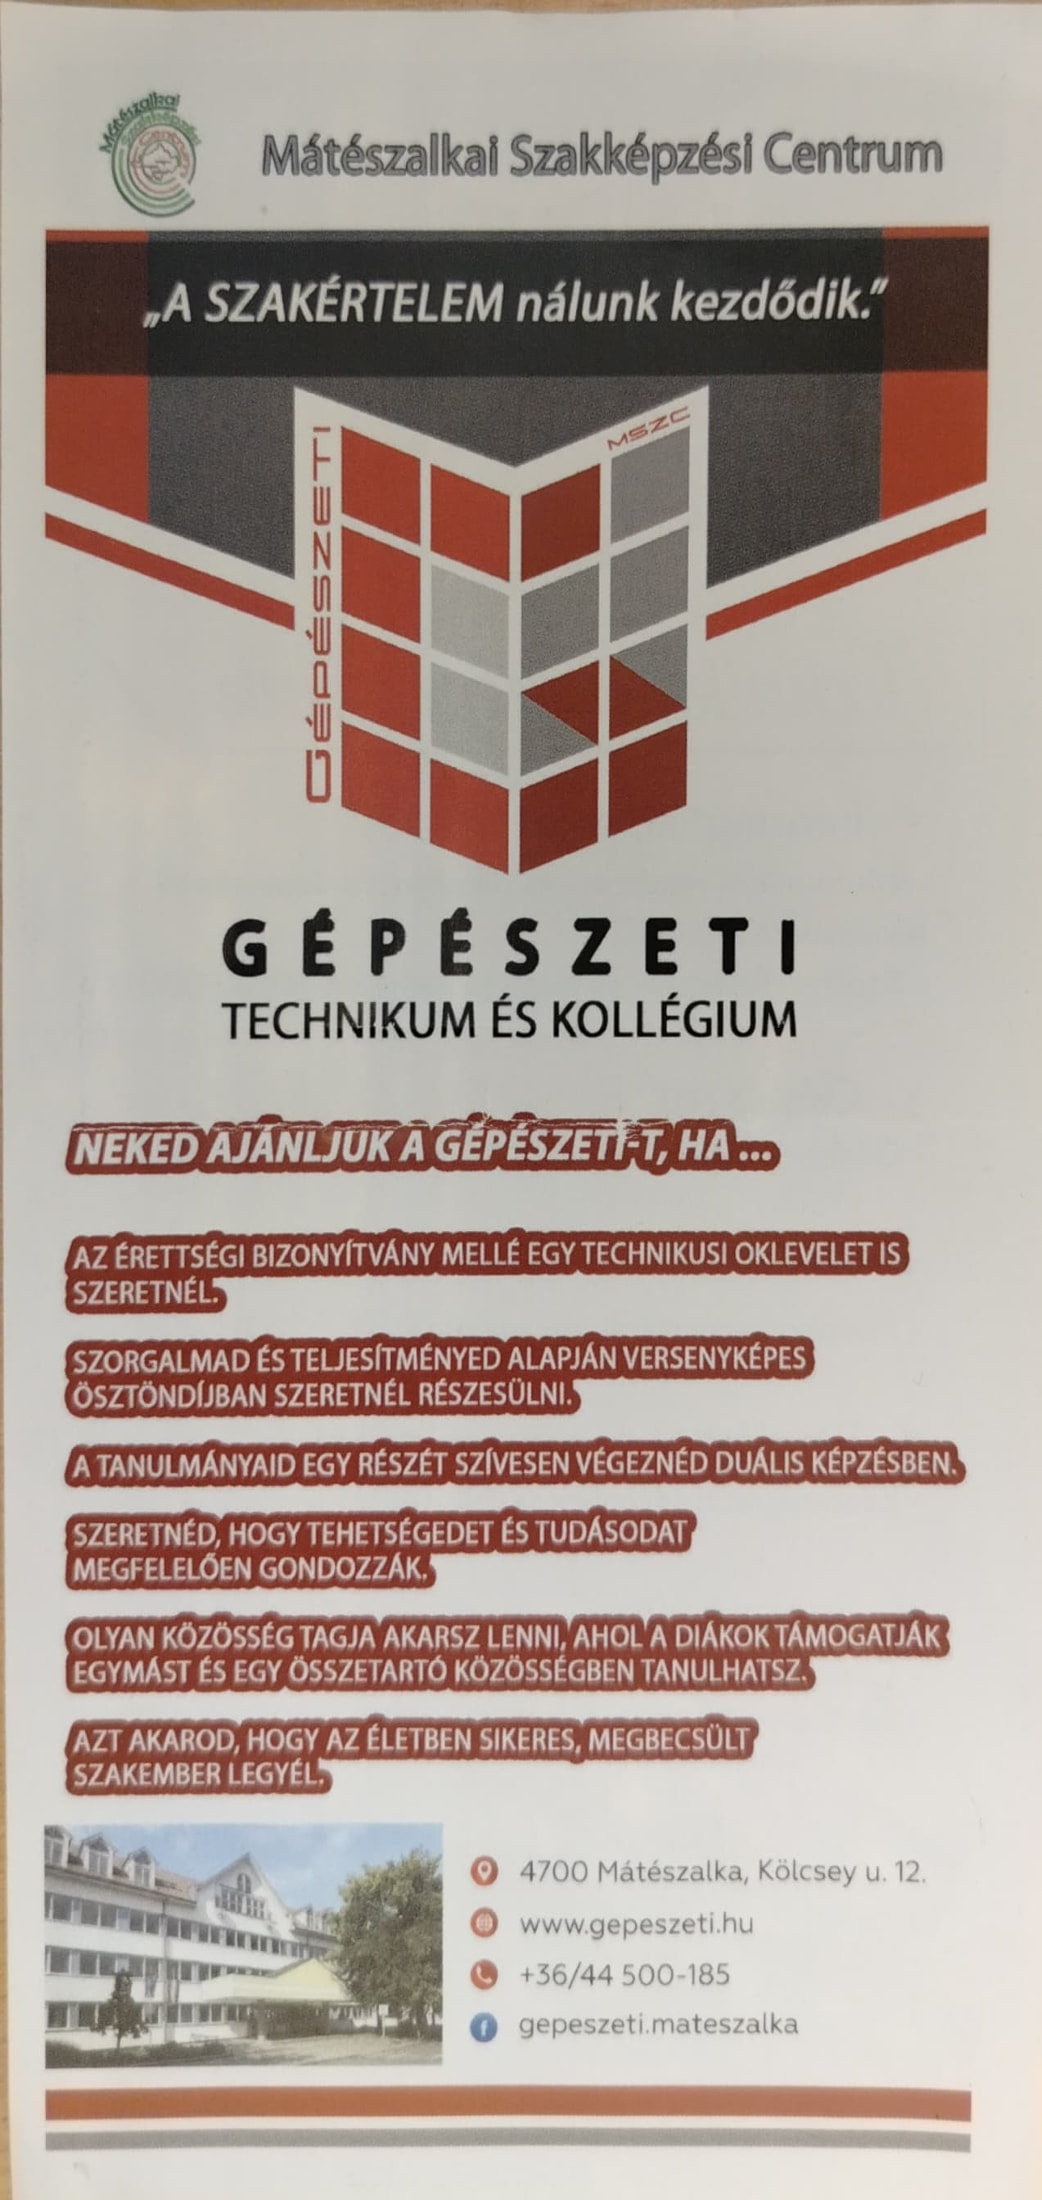 Mátészalkai
Szakképzési
Centrum
Mátészalkai Szakképzési Centrum
„A SZAKÉRTELEM nálunk kezdődik.”
GÉPÉSZETI
MSZC
GÉPÉSZETI
TECHNIKUM ÉS KOLLÉGIUM
NEKED AJÁNLJUK A GÉPÉSZETI-T, HA...
AZ ÉRETTSÉGI BIZONYÍTVÁNY MELLÉ EGY TECHNIKUSI OKLEVELET IS
SZERETNÉL.
SZORGALMAD ÉS TELJESÍTMÉNYED ALAPJÁN VERSENYKÉPES
ÖSZTÖNDÍJBAN SZERETNÉL RÉSZESÜLNI.
A TANULMÁNYAID EGY RÉSZÉT SZÍVESEN VÉGEZNÉD DUÁLIS KÉPZÉSBEN.
SZERETNÉD, HOGY TEHETSÉGEDET ÉS TUDÁSODAT
MEGFELELŐEN GONDOZZÁK.
OLYAN KÖZÖSSÉG TAGJA AKARSZ LENNI, AHOL A DIÁKOK TÁMOGATJÁK
EGYMÁST ÉS EGY ÖSSZETARTÓ KÖZÖSSÉGBEN TANULHATSZ.
AZT AKAROD, HOGY AZ ÉLETBEN SIKERES, MEGBECSÜLT
SZAKEMBER LEGYÉL.
4700 Mátészalka, Kölcsey u. 12.
www.gepeszeti.hu
+36/44 500-185
gepeszeti.mateszalka